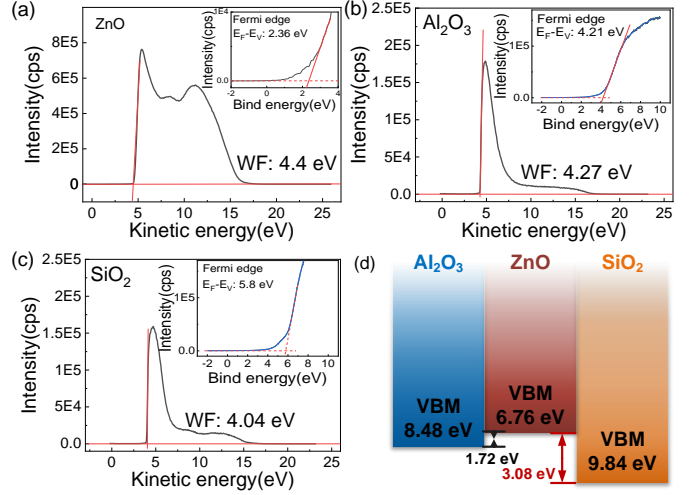 (a)
ZnO
8E5
6E5
4E5
2E5
0
Intensity(cps)
0 5 10 15 20 25
Kinetic energy(eV)
WF: 4.4 eV
Fermi edge
E_F-E_V: 2.36 eV
3E4
0.0
Intensity(cps)
-2 0 2 4
Bind energy(eV)
(b)
Al₂O₃
2.5E5
2E5
1.5E5
1E5
5E4
0.0
Intensity(cps)
0 5 10 15 20 25
Kinetic energy(eV)
WF: 4.27 eV
Fermi edge
E_F-E_V: 4.21 eV
1E5
0.0
Intensity(cps)
-2 0 2 4 6 8 10
Bind energy(eV)
(c)
SiO₂
2.5E5
2E5
1.5E5
1E5
5E4
0.0
Intensity(cps)
0 5 10 15 20 25
Kinetic energy(eV)
WF: 4.04 eV
Fermi edge
E_F-E_V: 5.8 eV
1E5
0.0
Intensity(cps)
-2 0 2 4 6 8 10
Bind energy(eV)
(d)
Al₂O₃ ZnO SiO₂
VBM
8.48 eV
VBM
6.76 eV
VBM
9.84 eV
1.72 eV
3.08 eV